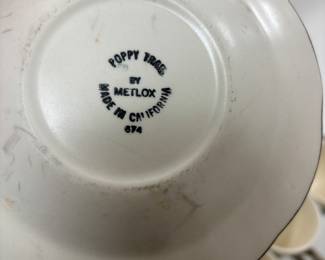 POPPY TRAIL
BY
METLOX
MADE IN CALIFORNIA
674